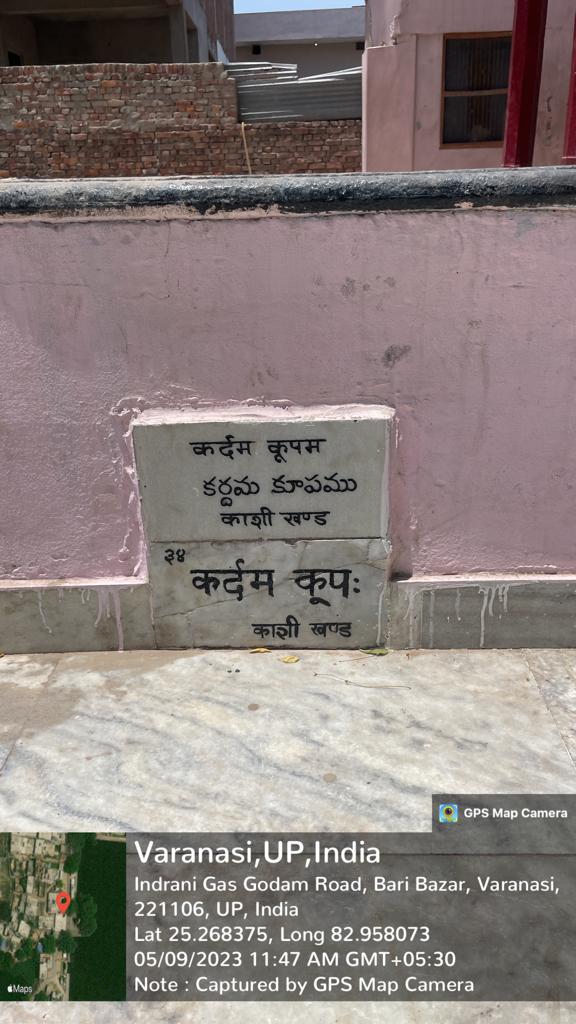 कर्दम कूपम
కర్దమ కూపము
काशी खण्ड
३४
कर्दम कूपः
काशी खण्ड
GPS Map Camera
Varanasi,UP,India
Indrani Gas Godam Road, Bari Bazar, Varanasi,
221106, UP, India
Lat 25.268375, Long 82.958073
05/09/2023 11:47 AM GMT+05:30
Note : Captured by GPS Map Camera
Maps